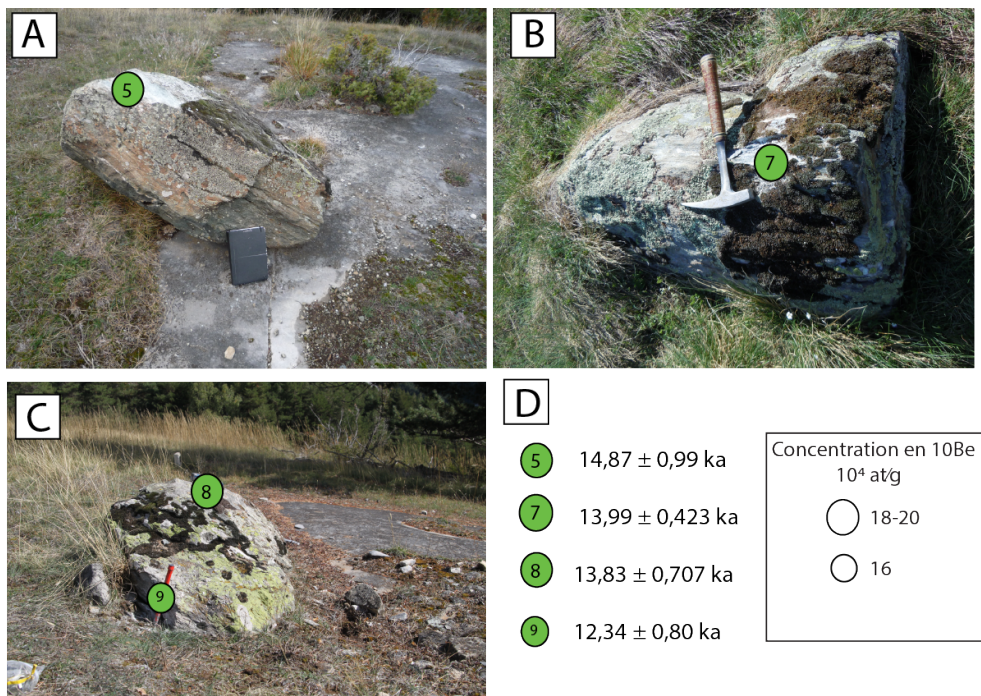 A
5
B
7
C
8
9
D
5 14,87 ± 0,99 ka
7 13,99 ± 0,423 ka
8 13,83 ± 0,707 ka
9 12,34 ± 0,80 ka
Concentration en 10Be
10⁴ at/g
18-20
16